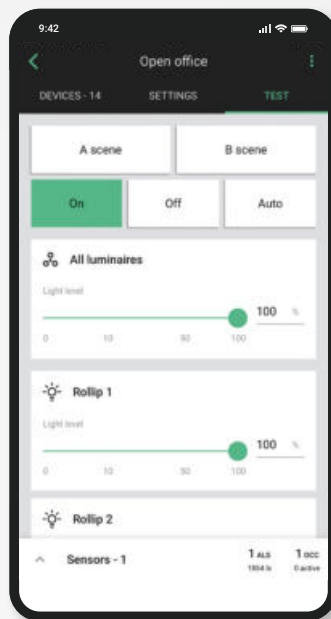 9:42
Open office
DEVICES - 14 SETTINGS TEST
A scene B scene
On Off Auto
All luminaires
Light level
100 %
0 10 50 100
Rollip 1
Light level
100 %
0 10 50 100
Rollip 2
Sensors - 1 1 ALS 1 OCC
0 active